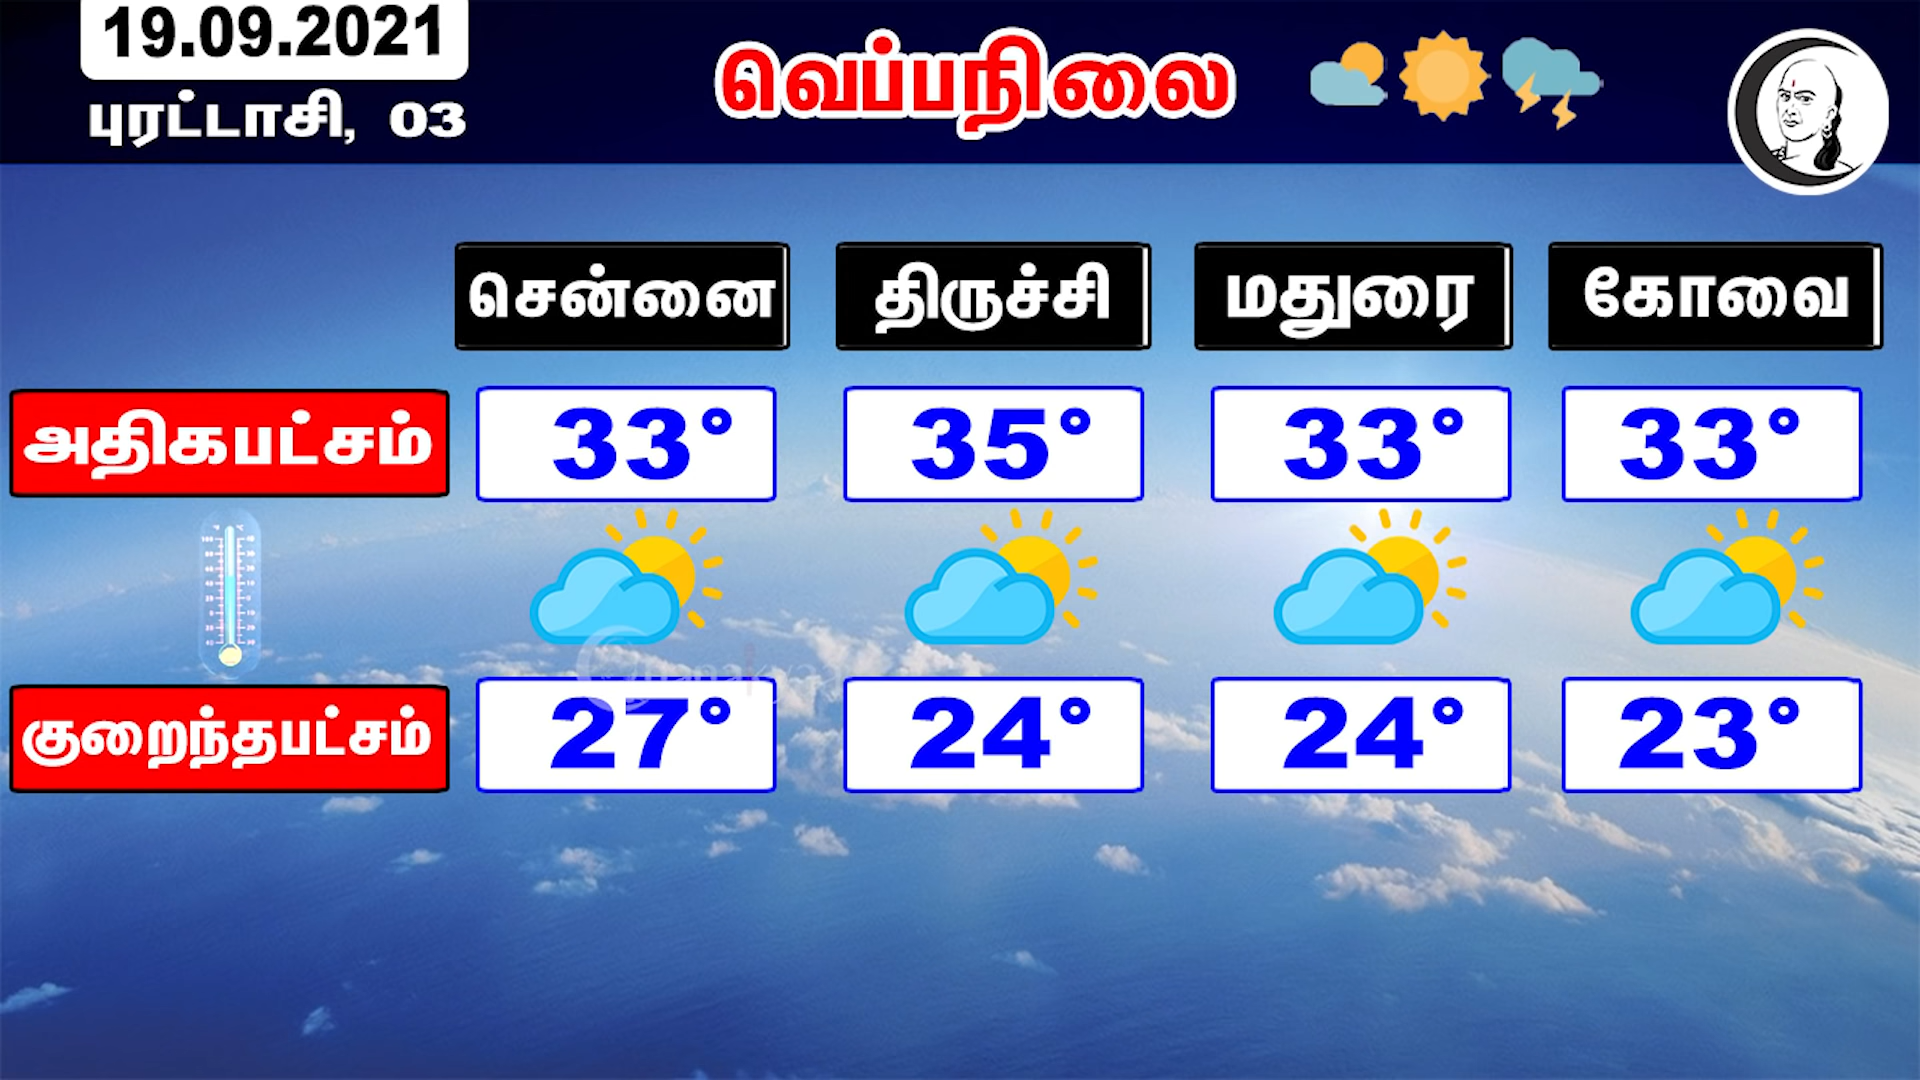 19.09.2021
புரட்டாசி, 03
வெப்பநிலை
சென்னை திருச்சி மதுரை கோவை
அதிகபட்சம் 33° 35° 33° 33°
குறைந்தபட்சம் 27° 24° 24° 23°